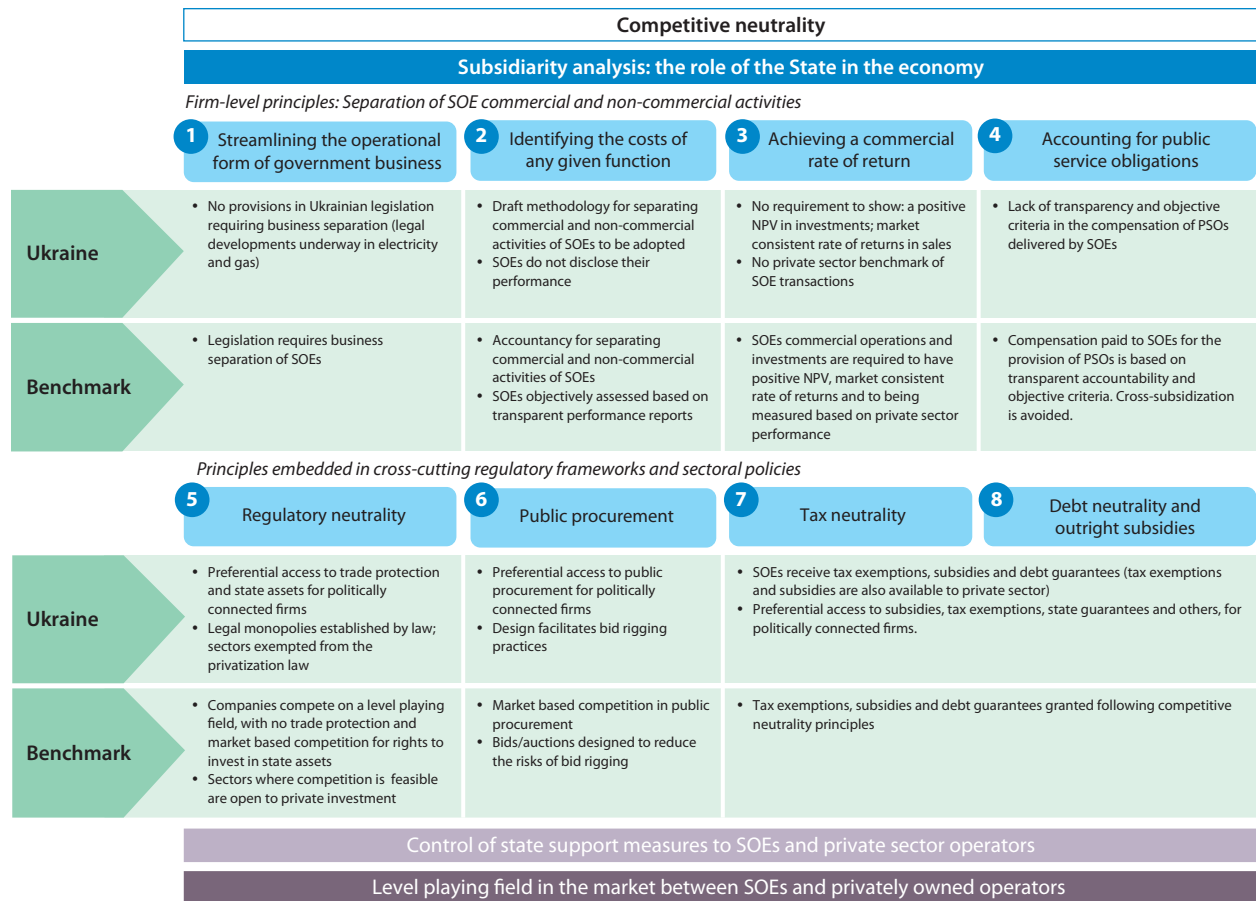 Competitive neutrality
Subsidiarity analysis: the role of the State in the economy
Firm-level principles: Separation of SOE commercial and non-commercial activities
1
Streamlining the operational
form of government business
2
Identifying the costs of
any given function
3
Achieving a commercial
rate of return
4
Accounting for public
service obligations
Ukraine
• No provisions in Ukrainian legislation
requiring business separation (legal
developments underway in electricity
and gas)
• Draft methodology for separating
commercial and non-commercial
activities of SOEs to be adopted
• SOEs do not disclose their
performance
• No requirement to show: a positive
NPV in investments; market
consistent rate of returns in sales
• No private sector benchmark of
SOE transactions
• Lack of transparency and objective
criteria in the compensation of PSOs
delivered by SOEs
Benchmark
• Legislation requires business
separation of SOEs
• Accountancy for separating
commercial and non-commercial
activities of SOEs
• SOEs objectively assessed based on
transparent performance reports
• SOEs commercial operations and
investments are required to have
positive NPV, market consistent
rate of returns and to being
measured based on private sector
performance
• Compensation paid to SOEs for the
provision of PSOs is based on
transparent accountability and
objective criteria. Cross-subsidization
is avoided.
Principles embedded in cross-cutting regulatory frameworks and sectoral policies
5
Regulatory neutrality
6
Public procurement
7
Tax neutrality
8
Debt neutrality and
outright subsidies
Ukraine
• Preferential access to trade protection
and state assets for politically
connected firms
• Legal monopolies established by law;
sectors exempted from the
privatization law
• Preferential access to public
procurement for politically
connected firms
• Design facilitates bid rigging
practices
• SOEs receive tax exemptions, subsidies and debt guarantees (tax exemptions
and subsidies are also available to private sector)
• Preferential access to subsidies, tax exemptions, state guarantees and others, for
politically connected firms.
Benchmark
• Companies compete on a level playing
field, with no trade protection and
market based competition for rights to
invest in state assets
• Sectors where competition is feasible
are open to private investment
• Market based competition in public
procurement
• Bids/auctions designed to reduce
the risks of bid rigging
• Tax exemptions, subsidies and debt guarantees granted following competitive
neutrality principles
Control of state support measures to SOEs and private sector operators
Level playing field in the market between SOEs and privately owned operators